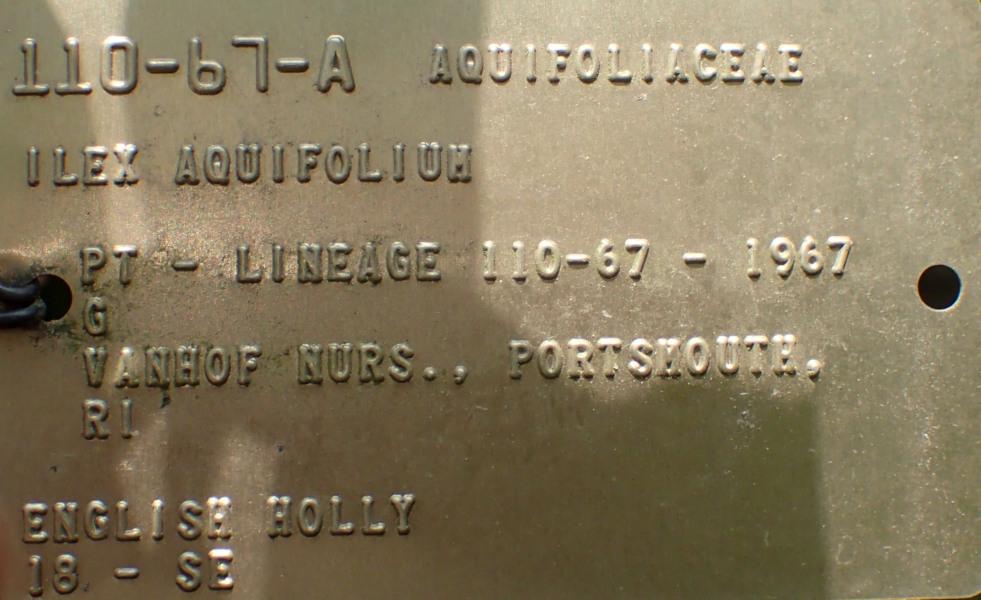 110-67-A AQUIFOLIACEAE
ILEX AQUIFOLIUM
PT - LINEAGE 110-67 - 1967
G
VANHOF NURS., PORTSMOUTH,
RI
ENGLISH HOLLY
18 - SE